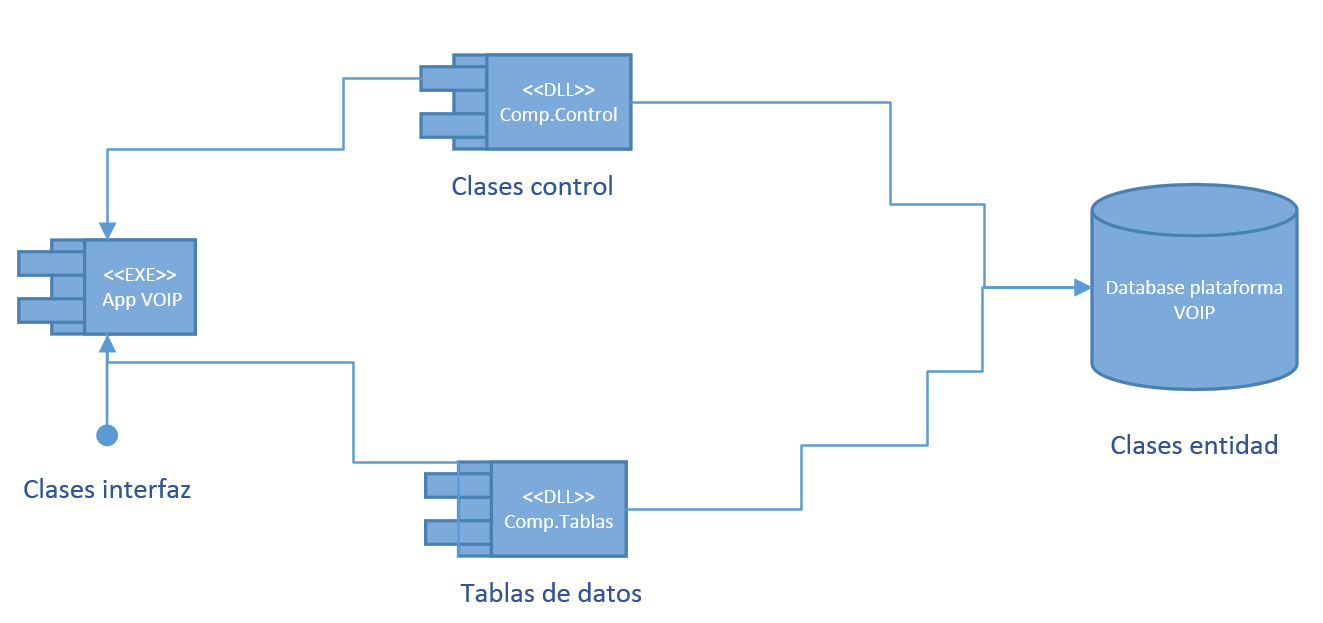 <<DLL>>
Comp.Control
Clases control
<<EXE>>
App VOIP
Database plataforma
VOIP
Clases entidad
Clases interfaz
<<DLL>>
Comp.Tablas
Tablas de datos